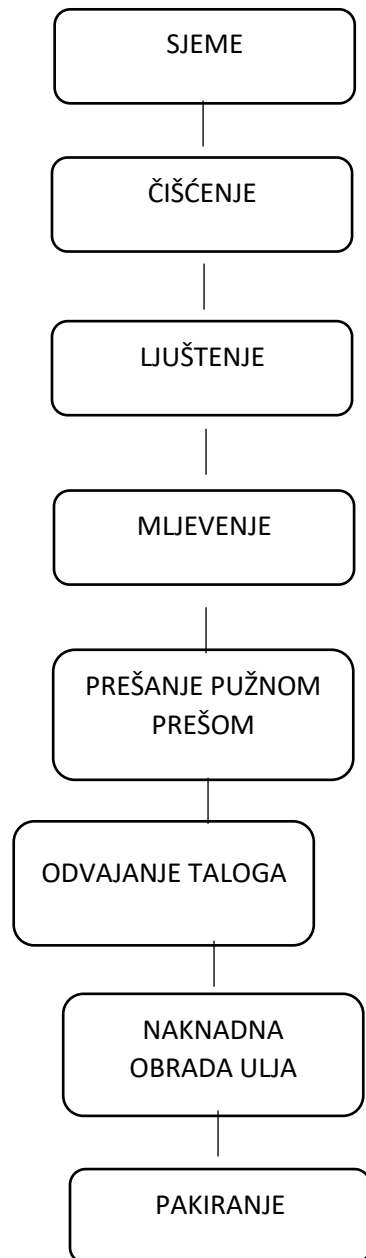 SJEME
ČIŠĆENJE
LJUŠTENJE
MLJEVENJE
PREŠANJE PUŽNOM
PREŠOM
ODVAJANJE TALOGA
NAKNADNA
OBRADA ULJA
PAKIRANJE